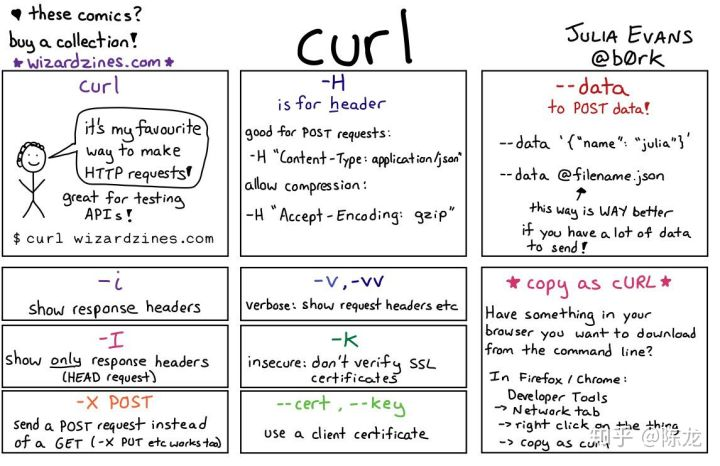 ♥ these comics?
buy a collection!
★ wizardzines.com ★
curl
JULIA EVANS
@b0rk
curl
it's my favourite
way to make
HTTP requests!
great for testing
APIs!
$ curl wizardzines.com
-H
is for header
good for POST requests:
-H "Content-Type: application/json"
allow compression:
-H "Accept-Encoding: gzip"
--data
to POST data!
--data '{"name": "julia"}'
--data @filename.json
this way is WAY better
if you have a lot of data
to send!
-i
show response headers
-I
show only response headers
(HEAD request)
-X POST
send a POST request instead
of a GET (-X PUT etc works too)
-v, -vv
verbose: show request headers etc
-k
insecure: don't verify SSL
certificates
--cert, --key
use a client certificate
★ copy as cURL ★
Have something in your
browser you want to download
from the command line?
In Firefox / Chrome:
Developer Tools
→ Network tab
→ right click on the thing
→ copy as curl
知乎 @陈龙